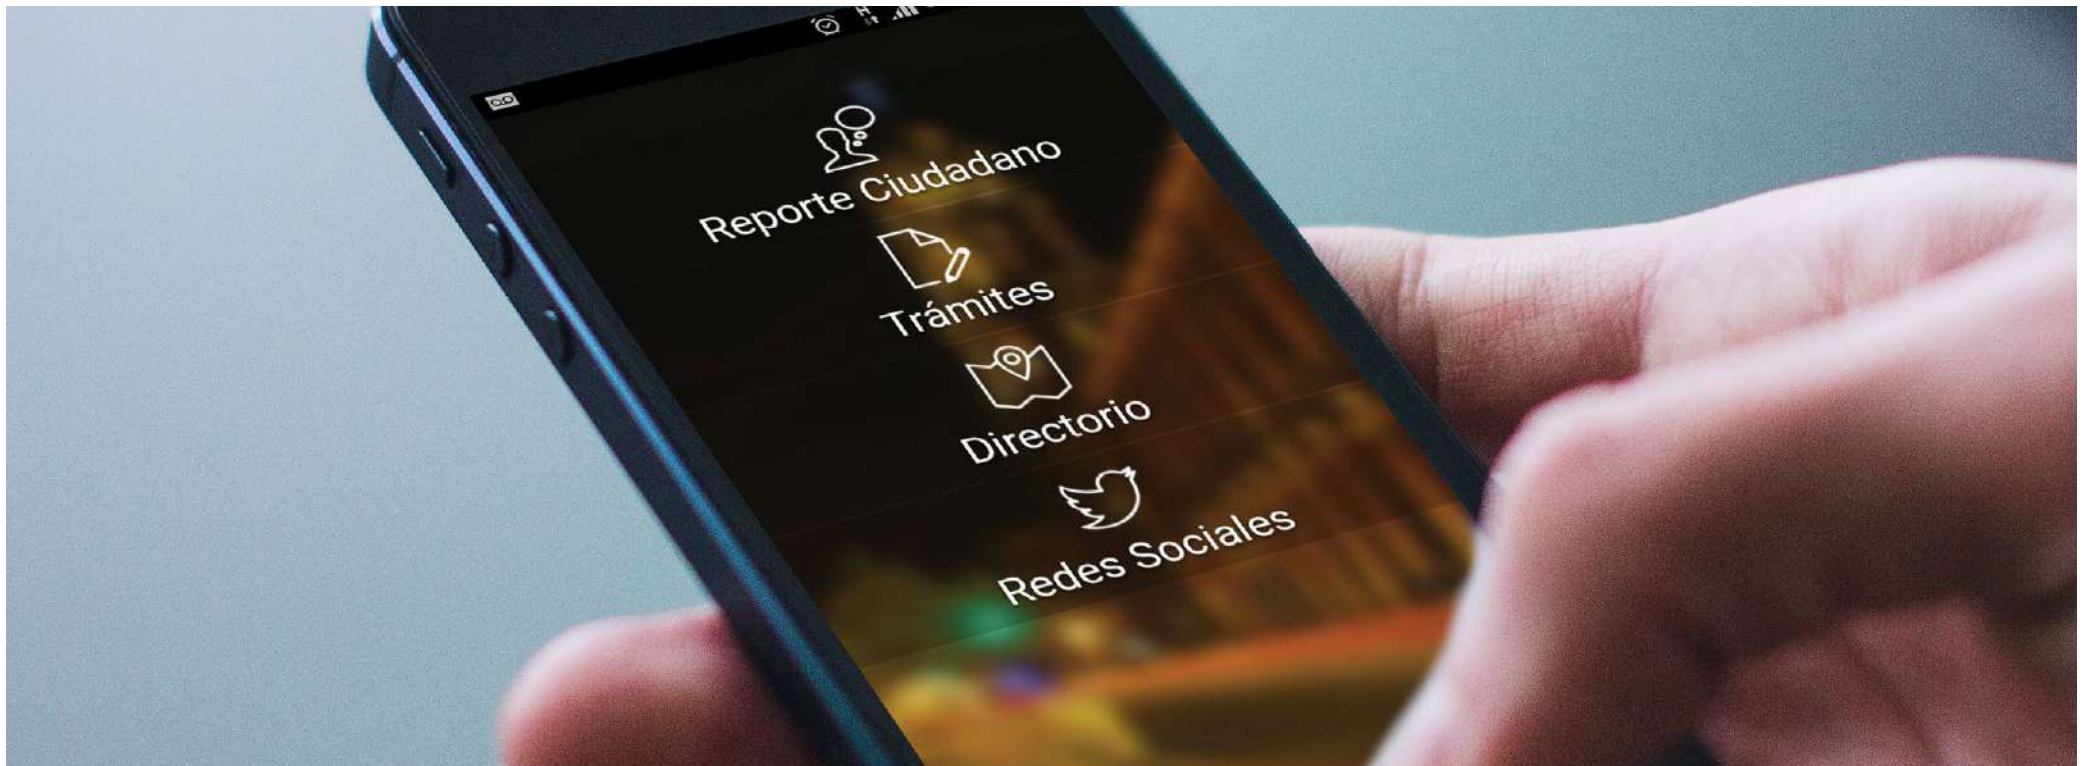 Reporte Ciudadano
Trámites
Directorio
Redes Sociales